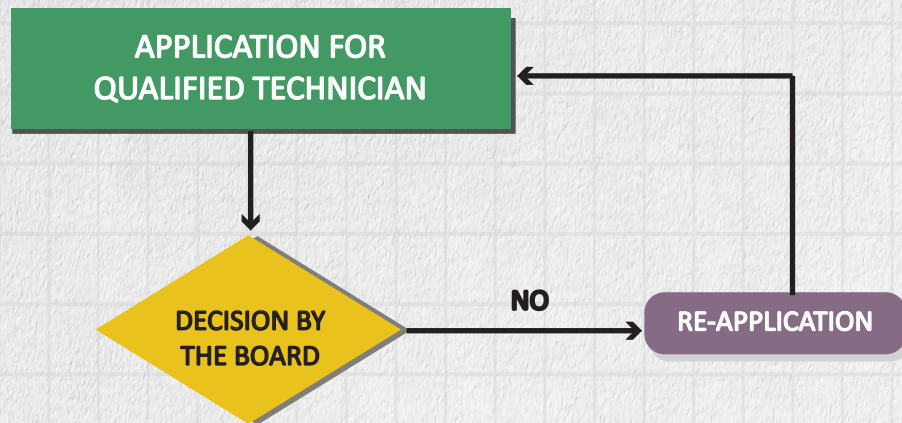 APPLICATION FOR
QUALIFIED TECHNICIAN
DECISION BY
THE BOARD
NO
RE-APPLICATION